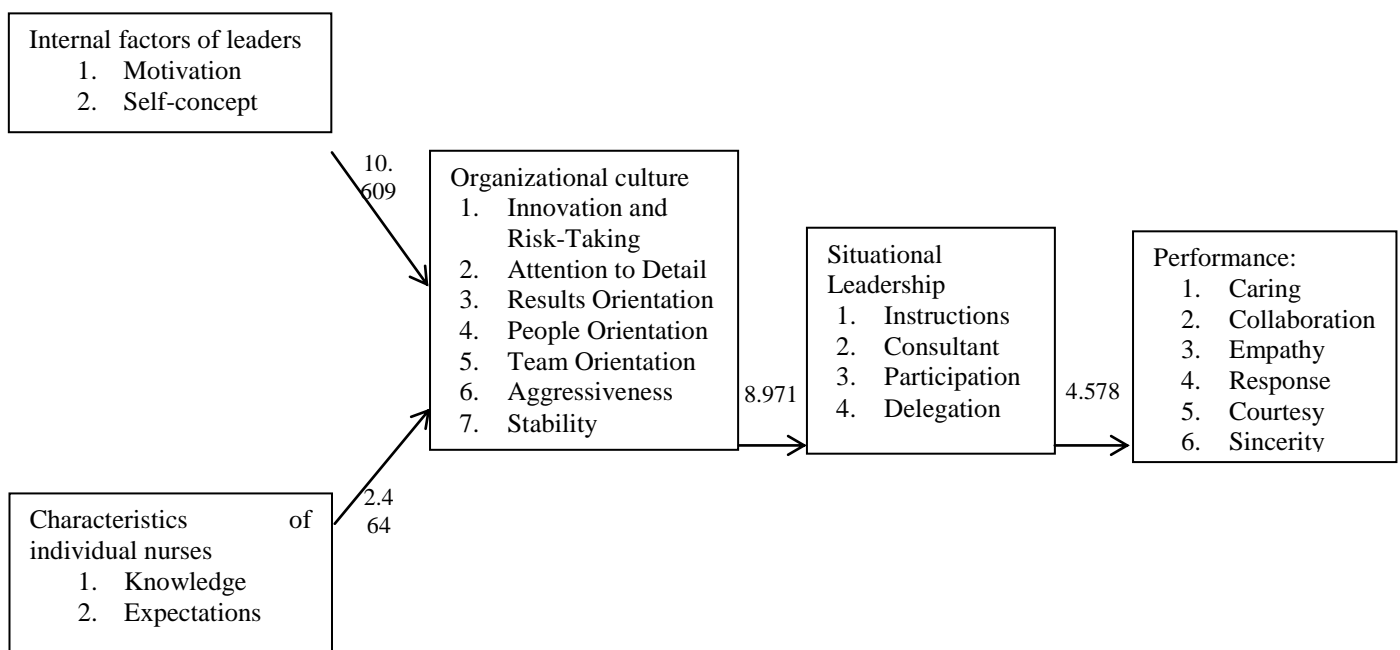 Internal factors of leaders
1. Motivation
2. Self-concept
10.
609
Characteristics of
individual nurses
1. Knowledge
2. Expectations
2.4
64
Organizational culture
1. Innovation and
Risk-Taking
2. Attention to Detail
3. Results Orientation
4. People Orientation
5. Team Orientation
6. Aggressiveness
7. Stability
8.971
Situational
Leadership
1. Instructions
2. Consultant
3. Participation
4. Delegation
4.578
Performance:
1. Caring
2. Collaboration
3. Empathy
4. Response
5. Courtesy
6. Sincerity